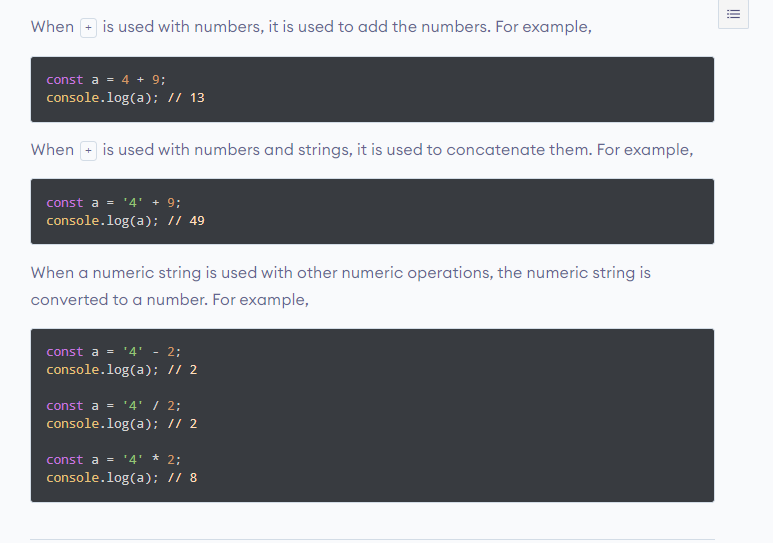 When + is used with numbers, it is used to add the numbers. For example,
const a = 4 + 9;
console.log(a); // 13
When + is used with numbers and strings, it is used to concatenate them. For example,
const a = '4' + 9;
console.log(a); // 49
When a numeric string is used with other numeric operations, the numeric string is
converted to a number. For example,
const a = '4' - 2;
console.log(a); // 2
const a = '4' / 2;
console.log(a); // 2
const a = '4' * 2;
console.log(a); // 8